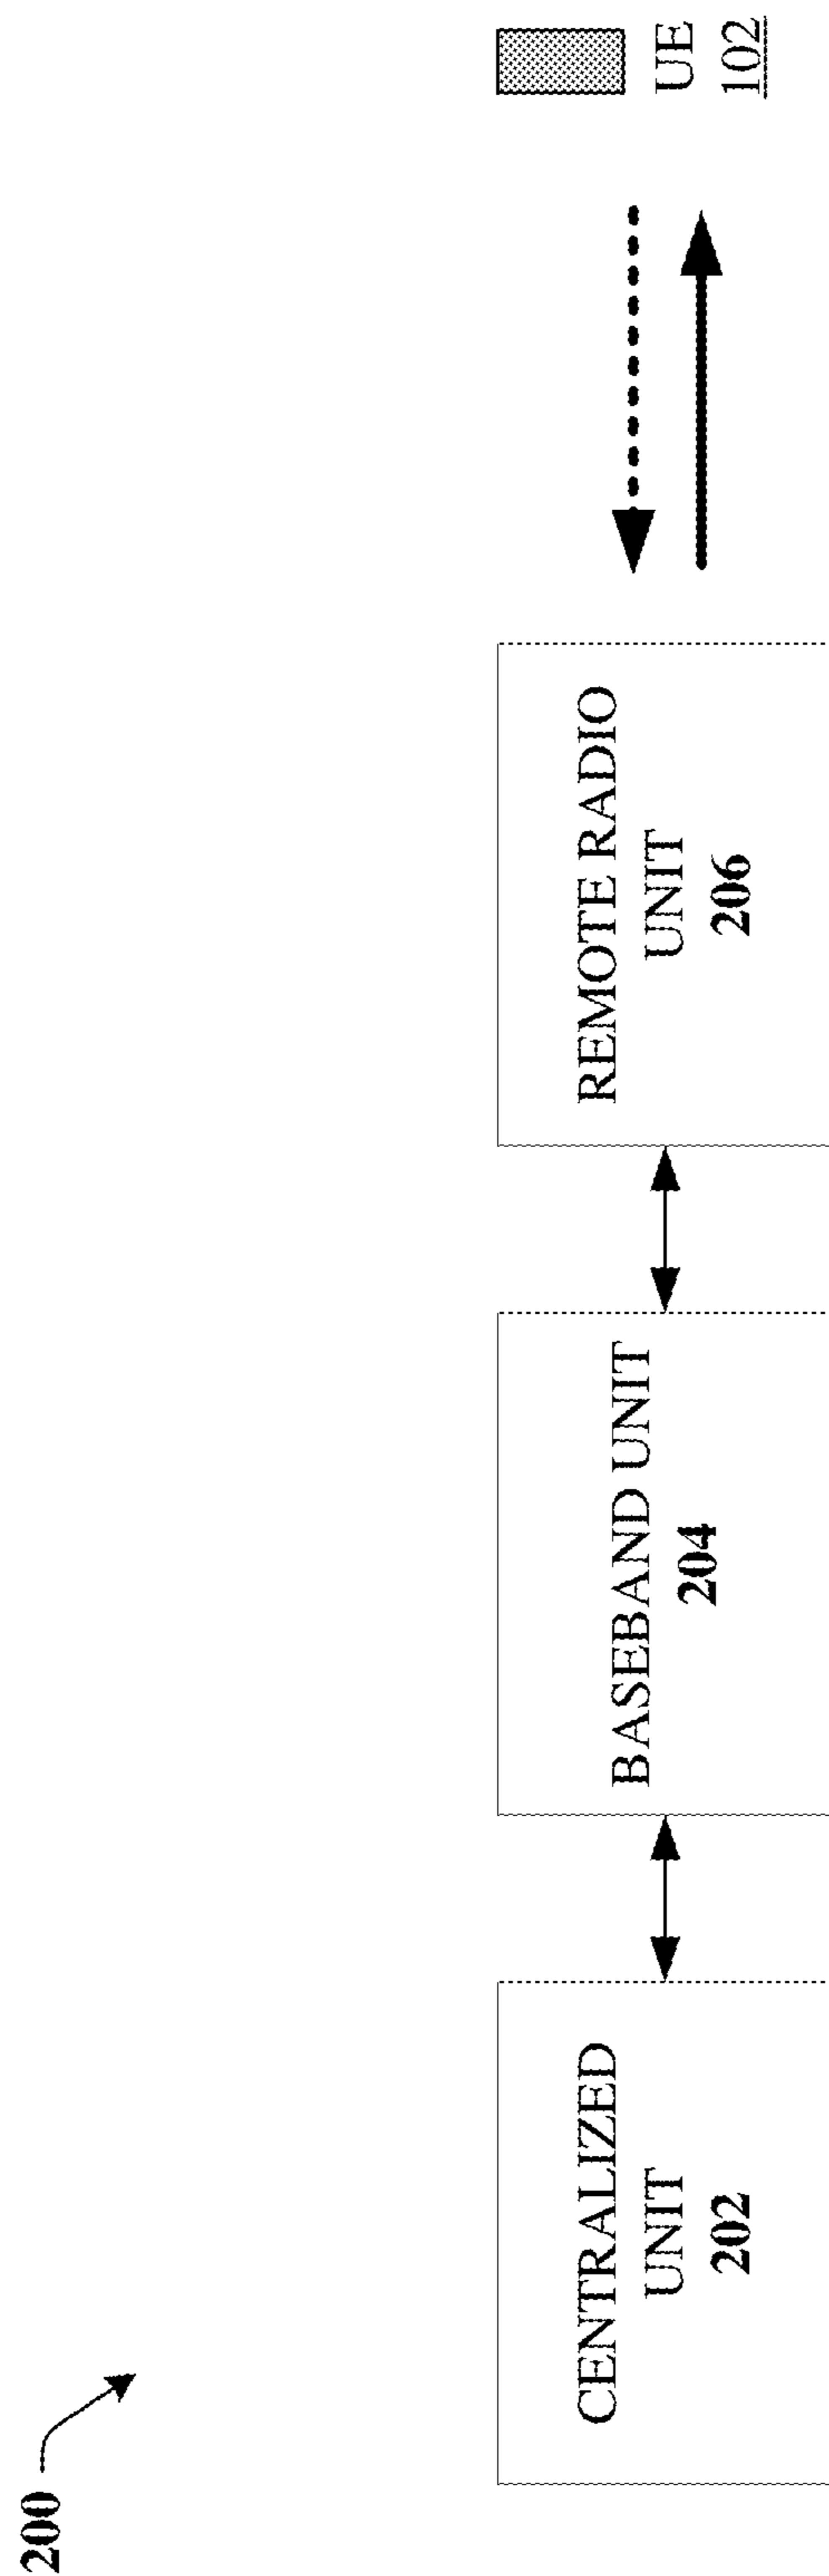 200
CENTRALIZED
UNIT
202
BASEBAND UNIT
204
REMOTE RADIO
UNIT
206
UE
102